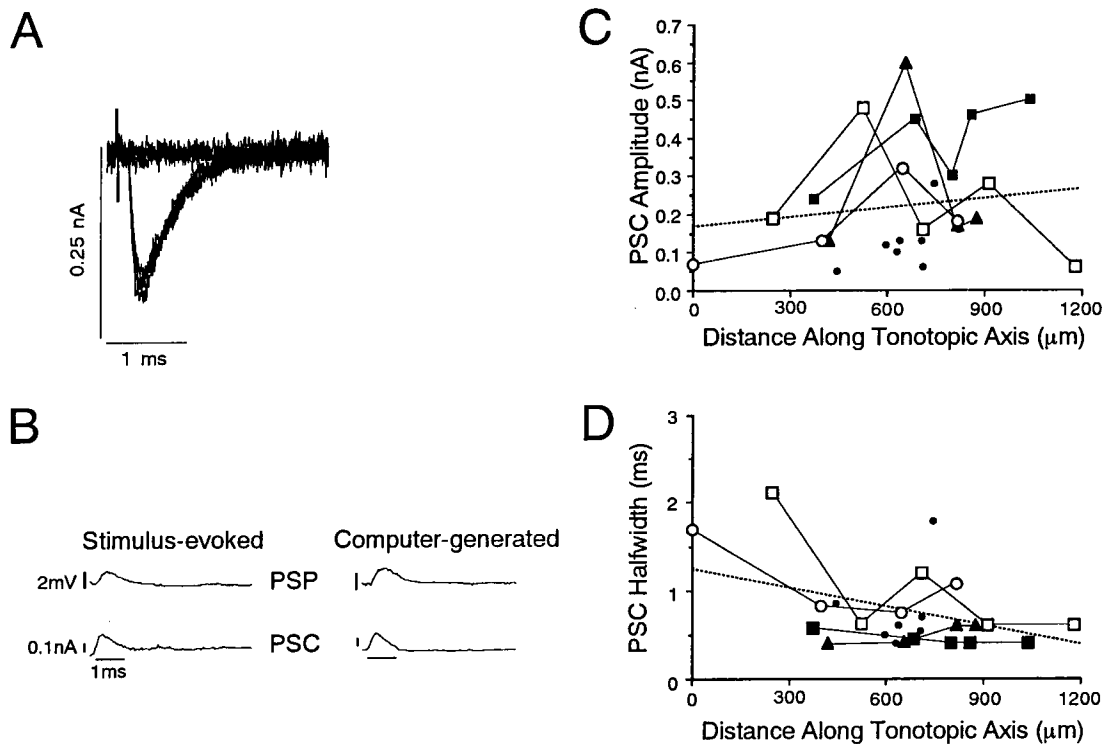 A
0.25 nA
1 ms
B
Stimulus-evoked
Computer-generated
2mV
PSP
0.1nA
PSC
1ms
C
PSC Amplitude (nA)
0.7
0.6
0.5
0.4
0.3
0.2
0.1
0.0
0 300 600 900 1200
Distance Along Tonotopic Axis (μm)
D
PSC Halfwidth (ms)
3
2
1
0
0 300 600 900 1200
Distance Along Tonotopic Axis (μm)